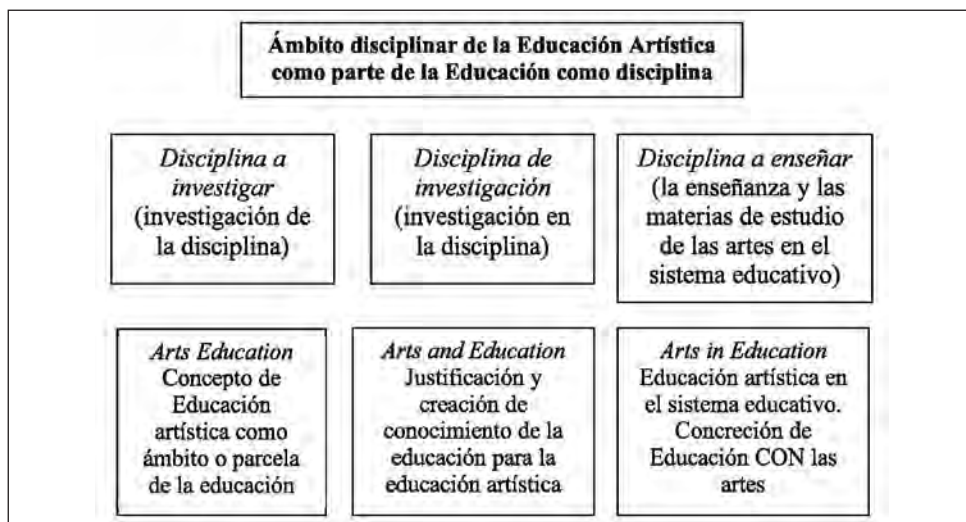 Ámbito disciplinar de la Educación Artística
como parte de la Educación como disciplina
Disciplina a
investigar
(investigación de
la disciplina)
Disciplina de
investigación
(investigación en
la disciplina)
Disciplina a enseñar
(la enseñanza y las
materias de estudio
de las artes en el
sistema educativo)
Arts Education
Concepto de
Educación
artística como
ámbito o parcela
de la educación
Arts and Education
Justificación y
creación de
conocimiento de la
educación para la
educación artística
Arts in Education
Educación artística en
el sistema educativo.
Concreción de
Educación CON las
artes